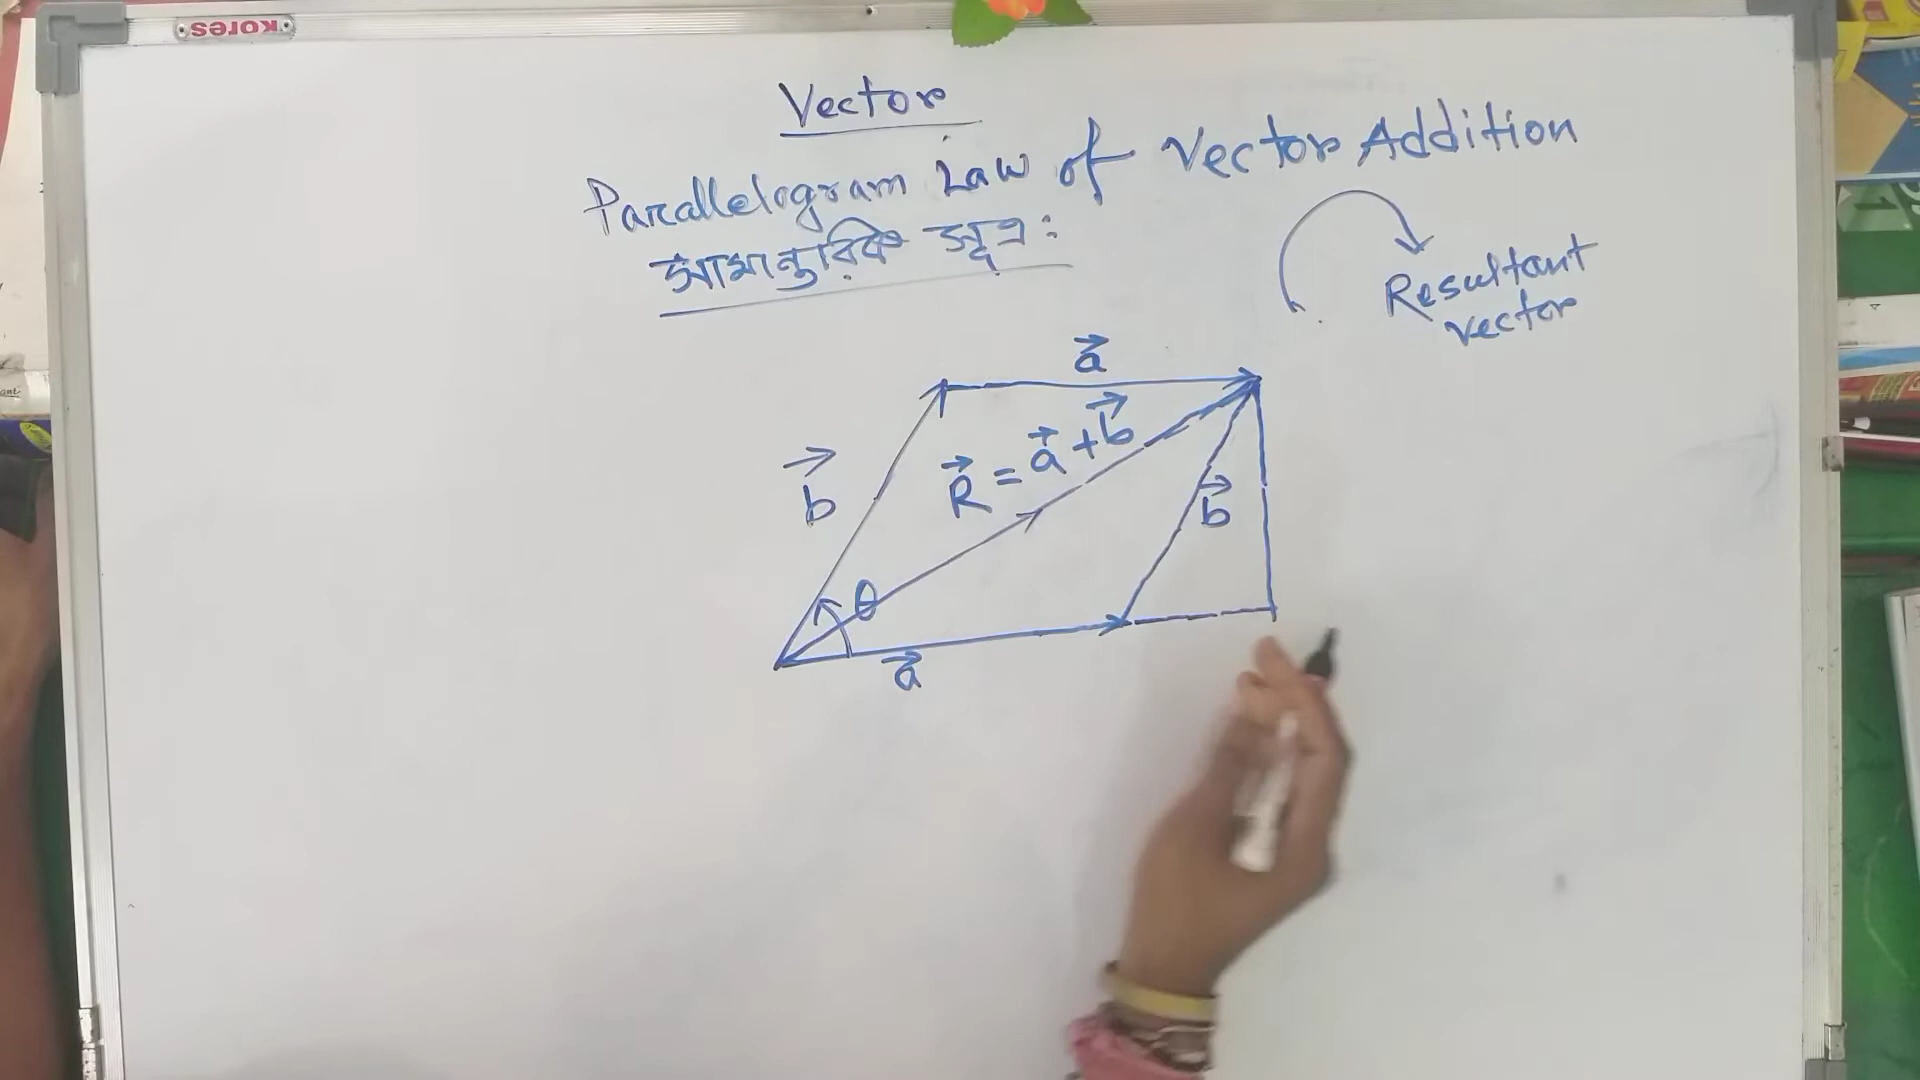 kores
Vector
Parallelogram Law of Vector Addition
সামান্তরিক সূত্র:
Resultant
vector
a⃗
R⃗ = a⃗ + b⃗
b⃗
b⃗
θ
a⃗